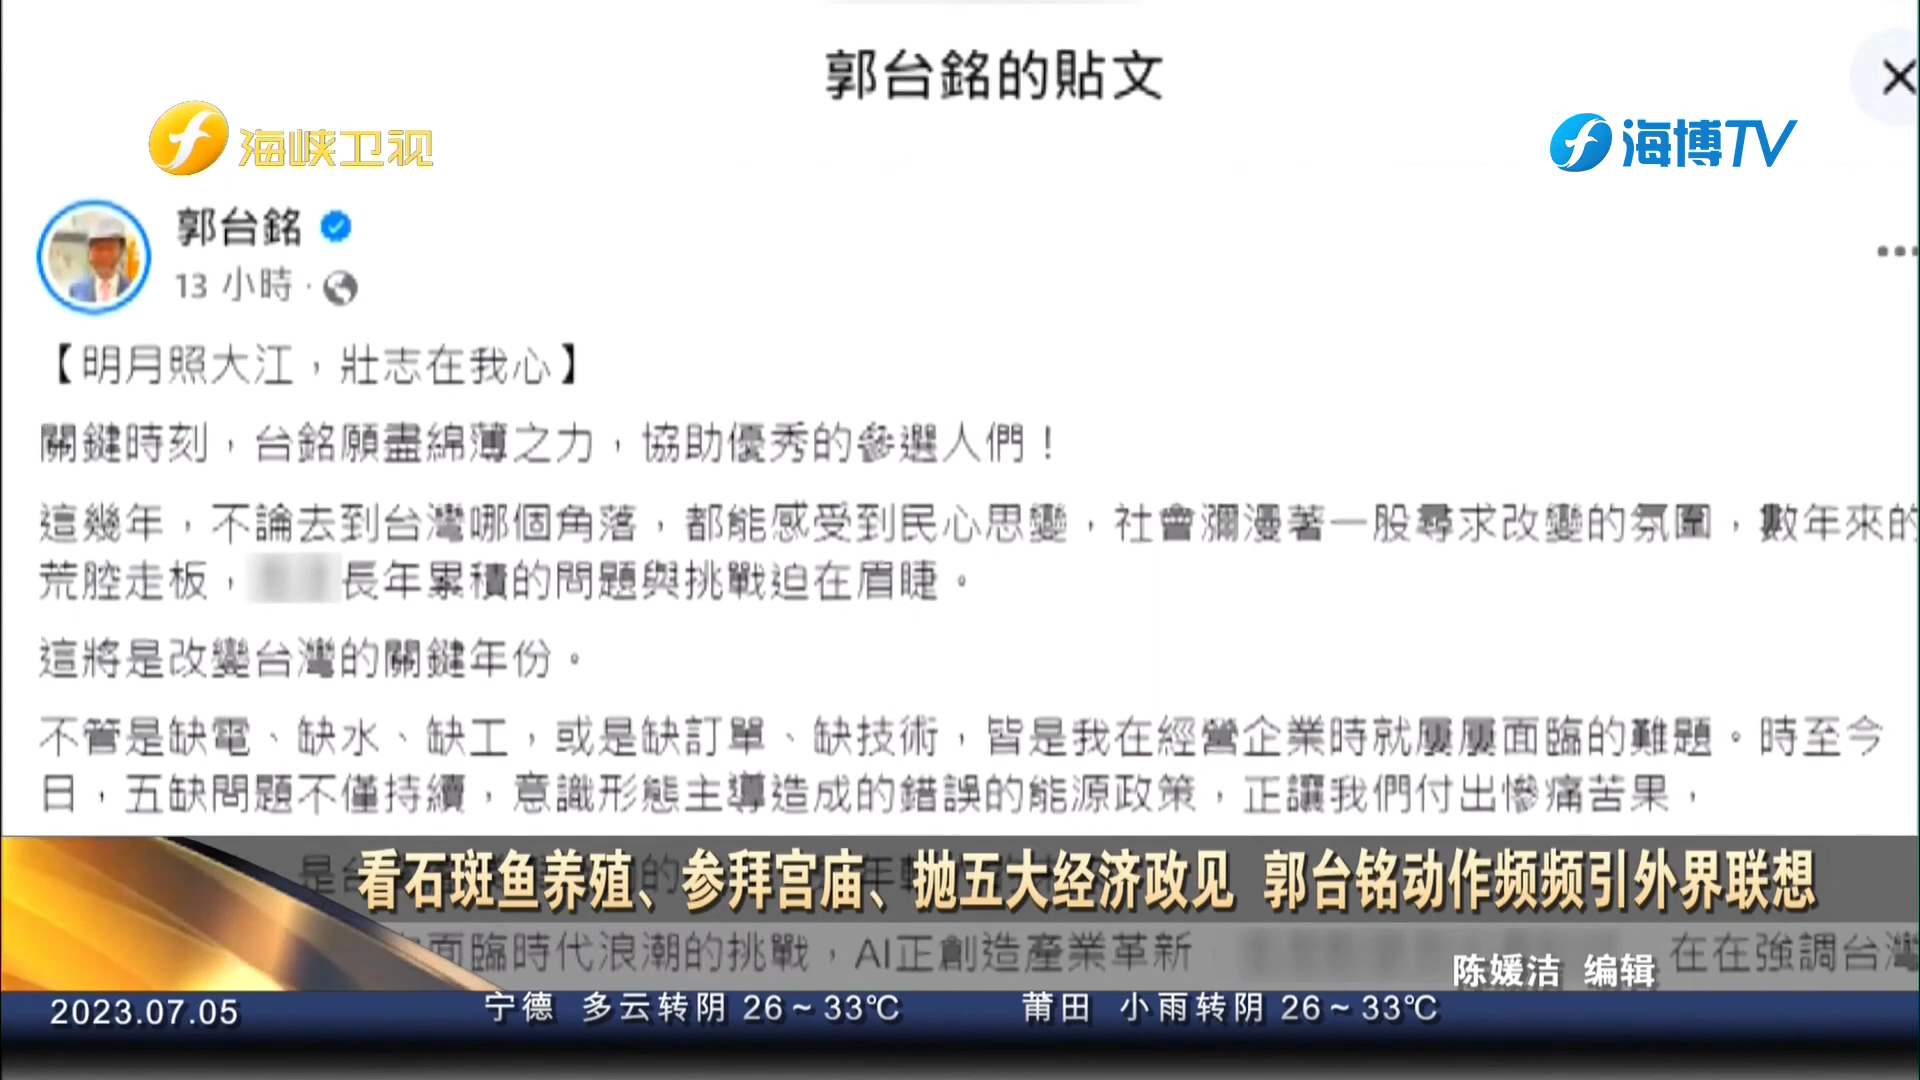 郭台銘的貼文
海峡卫视
海博TV
郭台銘
13 小時 ·
【明月照大江，壯志在我心】
關鍵時刻，台銘願盡綿薄之力，協助優秀的參選人們！
這幾年，不論去到台灣哪個角落，都能感受到民心思變，社會瀰漫著一股尋求改變的氛圍，數年來的
荒腔走板，長年累積的問題與挑戰迫在眉睫。
這將是改變台灣的關鍵年份。
不管是缺電、缺水、缺工，或是缺訂單、缺技術，皆是我在經營企業時就屢屢面臨的難題。時至今
日，五缺問題不僅持續，意識形態主導造成的錯誤的能源政策，正讓我們付出慘痛苦果，
看石斑鱼养殖、参拜宫庙、抛五大经济政见 郭台铭动作频频引外界联想
面臨時代浪潮的挑戰，AI正創造產業革新 在在強調台灣
陈媛洁 编辑
2023.07.05
宁德 多云转阴 26～33℃ 莆田 小雨转阴 26～33℃